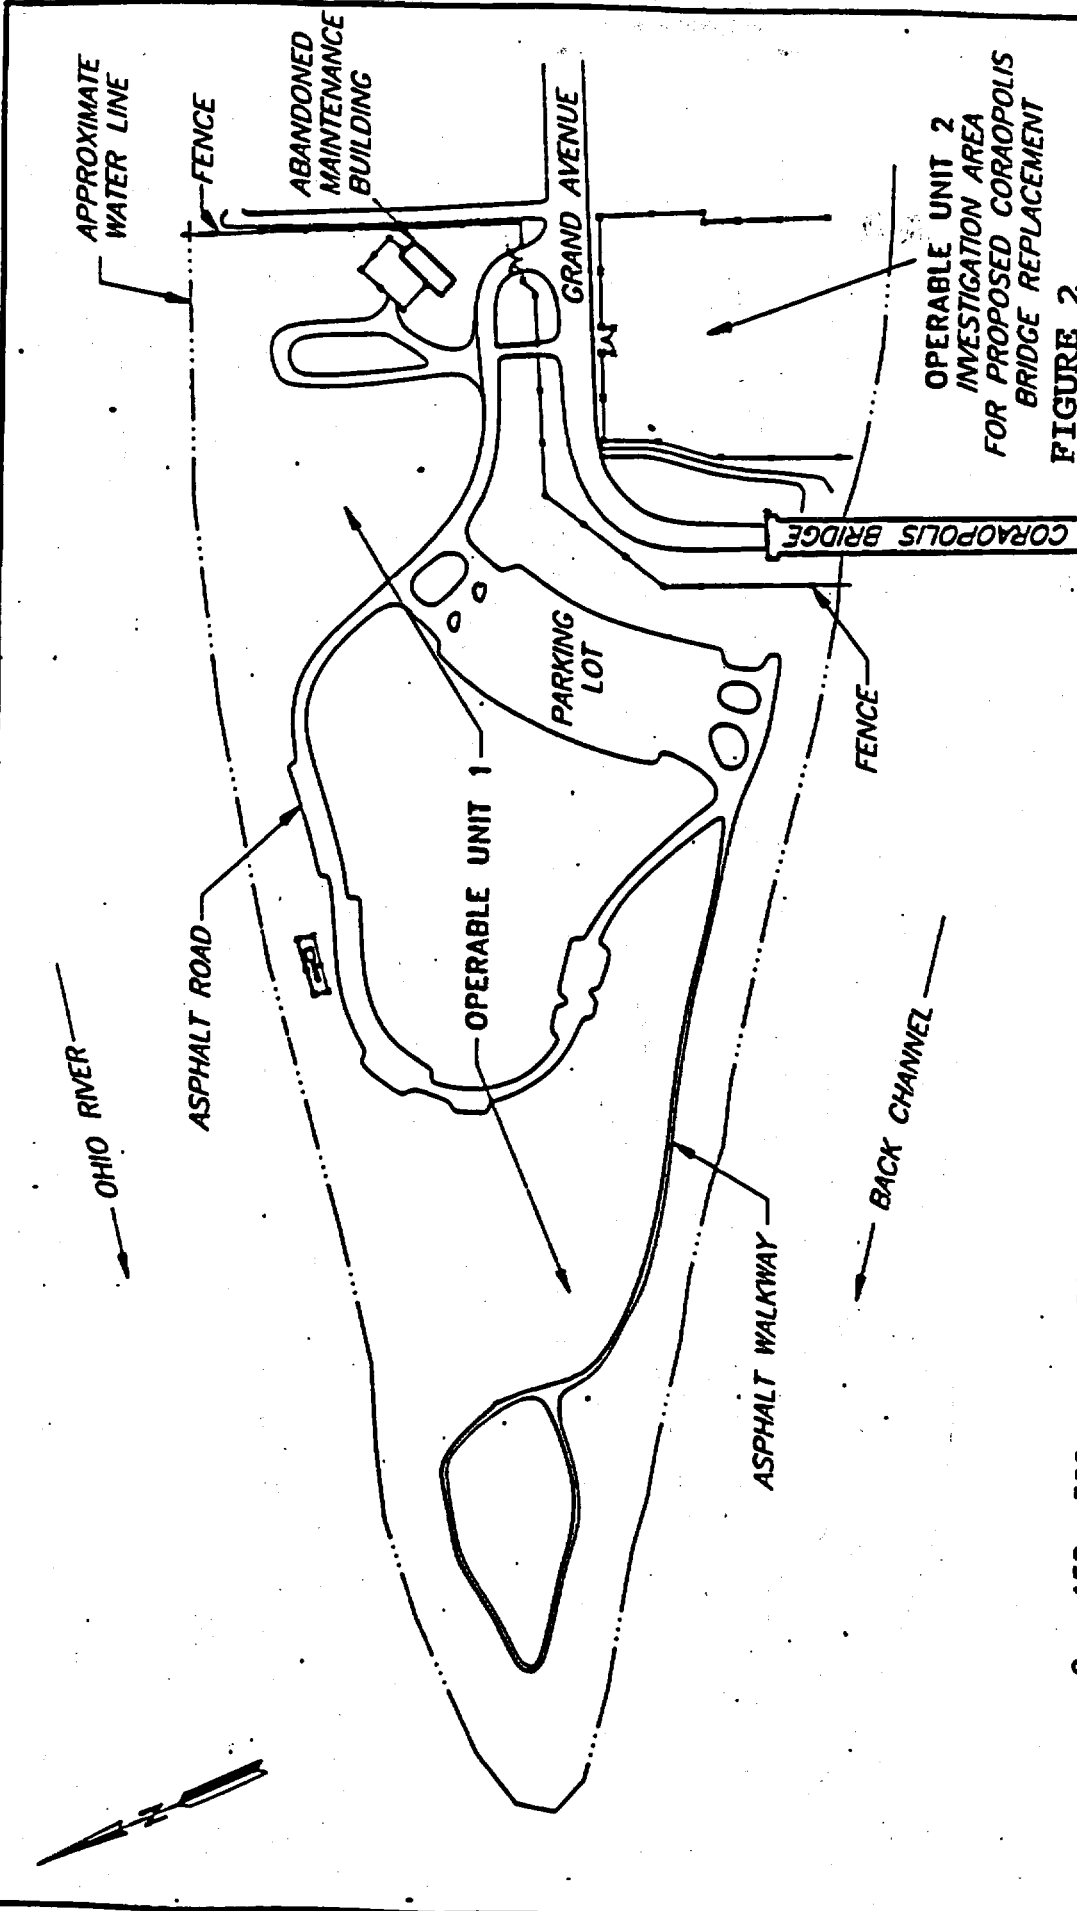 APPROXIMATE
WATER LINE
FENCE
ABANDONED
MAINTENANCE
BUILDING
GRAND AVENUE
OHIO RIVER
ASPHALT ROAD
OPERABLE UNIT 1
PARKING
LOT
CORAOPOLIS BRIDGE
FENCE
ASPHALT WALKWAY
BACK CHANNEL
N
OPERABLE UNIT 2
INVESTIGATION AREA
FOR PROPOSED CORAOPOLIS
BRIDGE REPLACEMENT
FIGURE 2